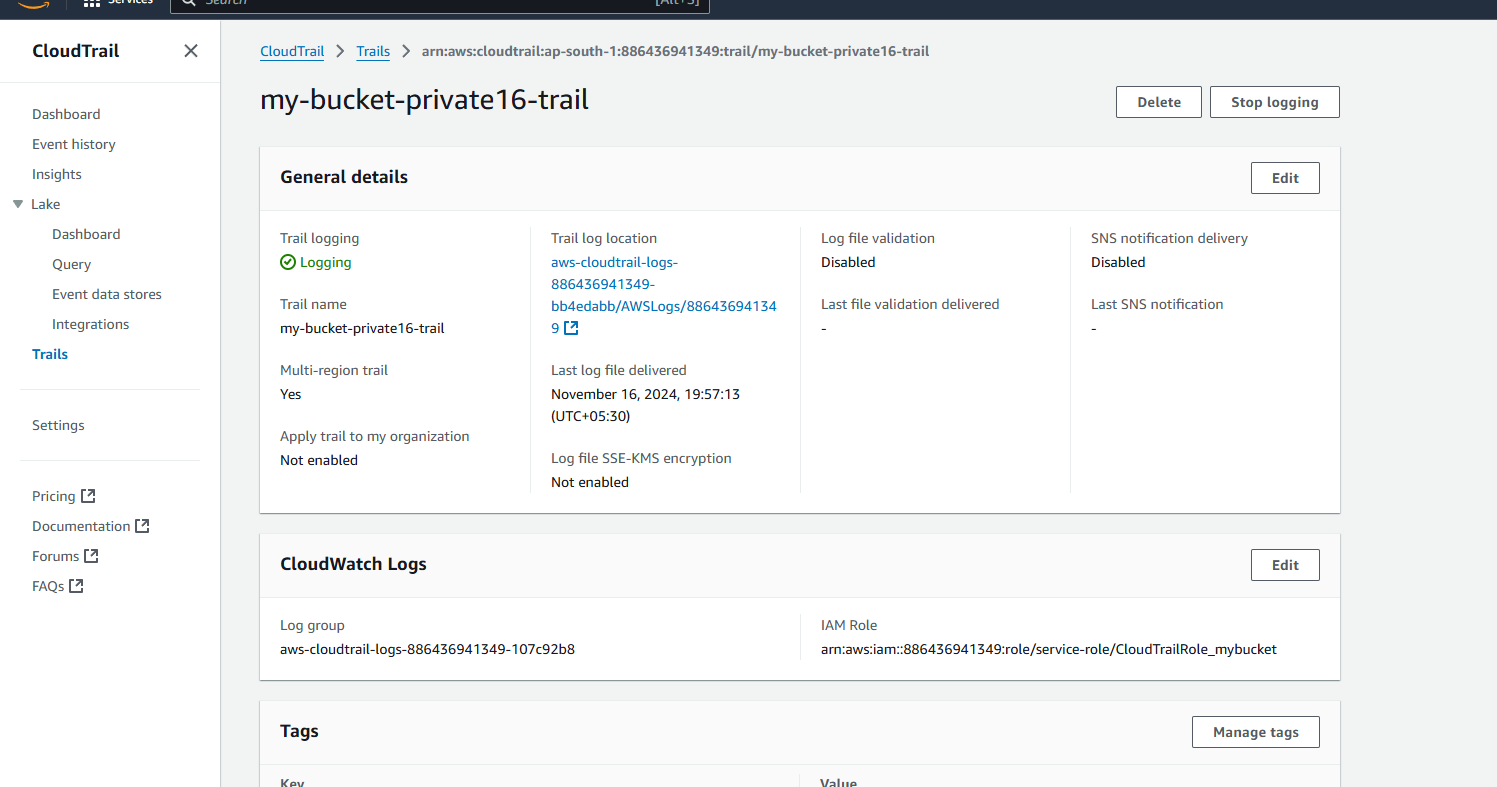 Services
Search
[Alt+S]
CloudTrail
CloudTrail
Trails
arn:aws:cloudtrail:ap-south-1:886436941349:trail/my-bucket-private16-trail
my-bucket-private16-trail
Delete
Stop logging
Dashboard
Event history
Insights
Lake
Dashboard
Query
Event data stores
Integrations
Trails
Settings
Pricing
Documentation
Forums
FAQs
General details
Edit
Trail logging
Logging
Trail name
my-bucket-private16-trail
Multi-region trail
Yes
Apply trail to my organization
Not enabled
Trail log location
aws-cloudtrail-logs-
886436941349-
bb4edabb/AWSLogs/88643694134
9
Last log file delivered
November 16, 2024, 19:57:13
(UTC+05:30)
Log file SSE-KMS encryption
Not enabled
Log file validation
Disabled
Last file validation delivered
-
SNS notification delivery
Disabled
Last SNS notification
-
CloudWatch Logs
Edit
Log group
aws-cloudtrail-logs-886436941349-107c92b8
IAM Role
arn:aws:iam::886436941349:role/service-role/CloudTrailRole_mybucket
Tags
Manage tags
Key
Value